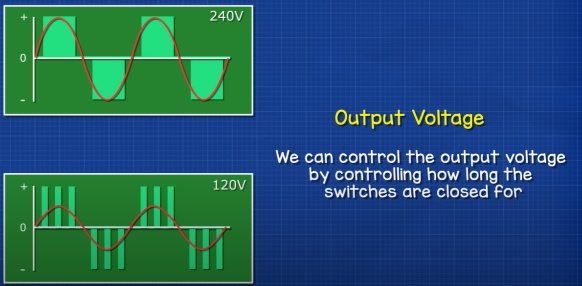 +
240V
0
-
Output Voltage
We can control the output voltage
by controlling how long the
switches are closed for
+
120V
0
-